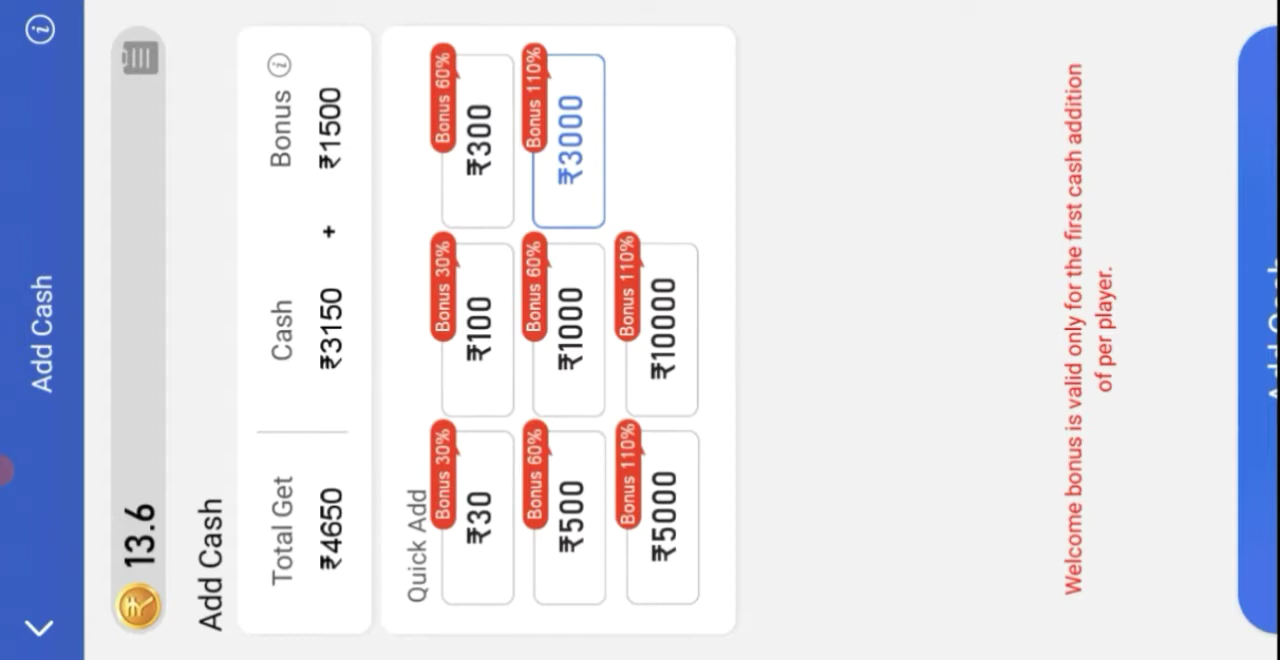 Add Cash
13.6
Add Cash
Total Get Cash Bonus
₹4650 ₹3150 + ₹1500
Quick Add
Bonus 30% Bonus 30% Bonus 60%
₹30 ₹100 ₹300
Bonus 60% Bonus 60% Bonus 110%
₹500 ₹1000 ₹3000
Bonus 110% Bonus 110%
₹5000 ₹10000
Welcome bonus is valid only for the first cash addition
of per player.